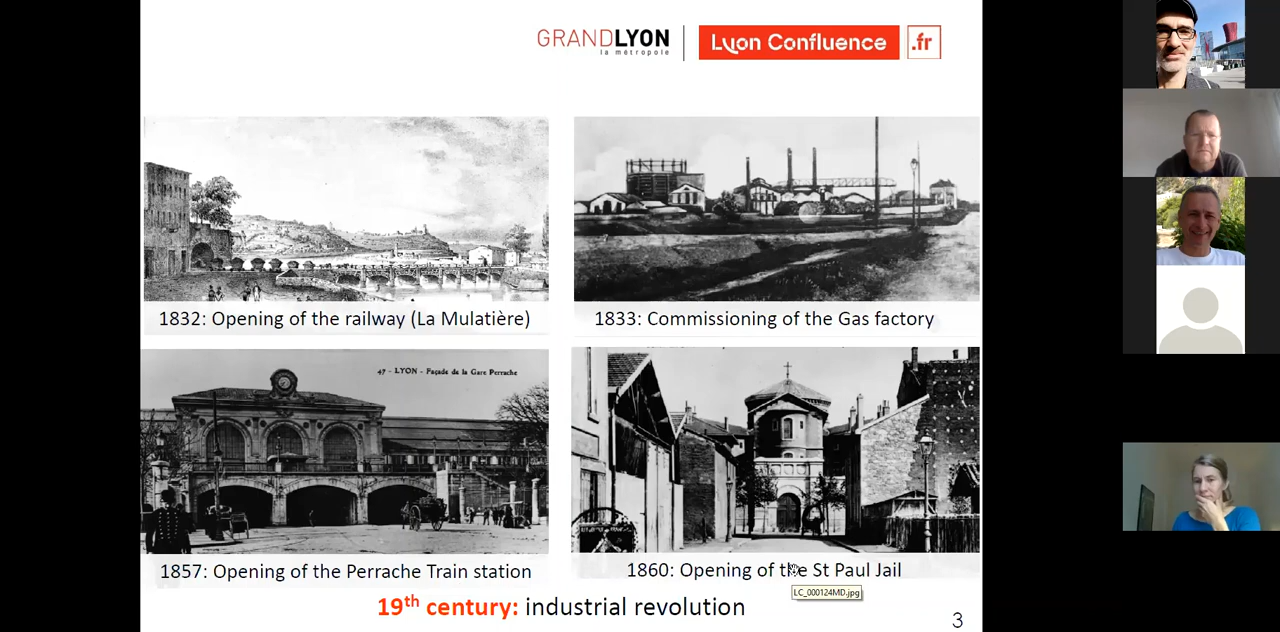 GRANDLYON
la métropole
Lyon Confluence
.fr
1832: Opening of the railway (La Mulatière)
1833: Commissioning of the Gas factory
47 - LYON - Façade de la Gare Perrache
1857: Opening of the Perrache Train station
1860: Opening of the St Paul Jail
LC_000124MD.jpg
19th century: industrial revolution
3